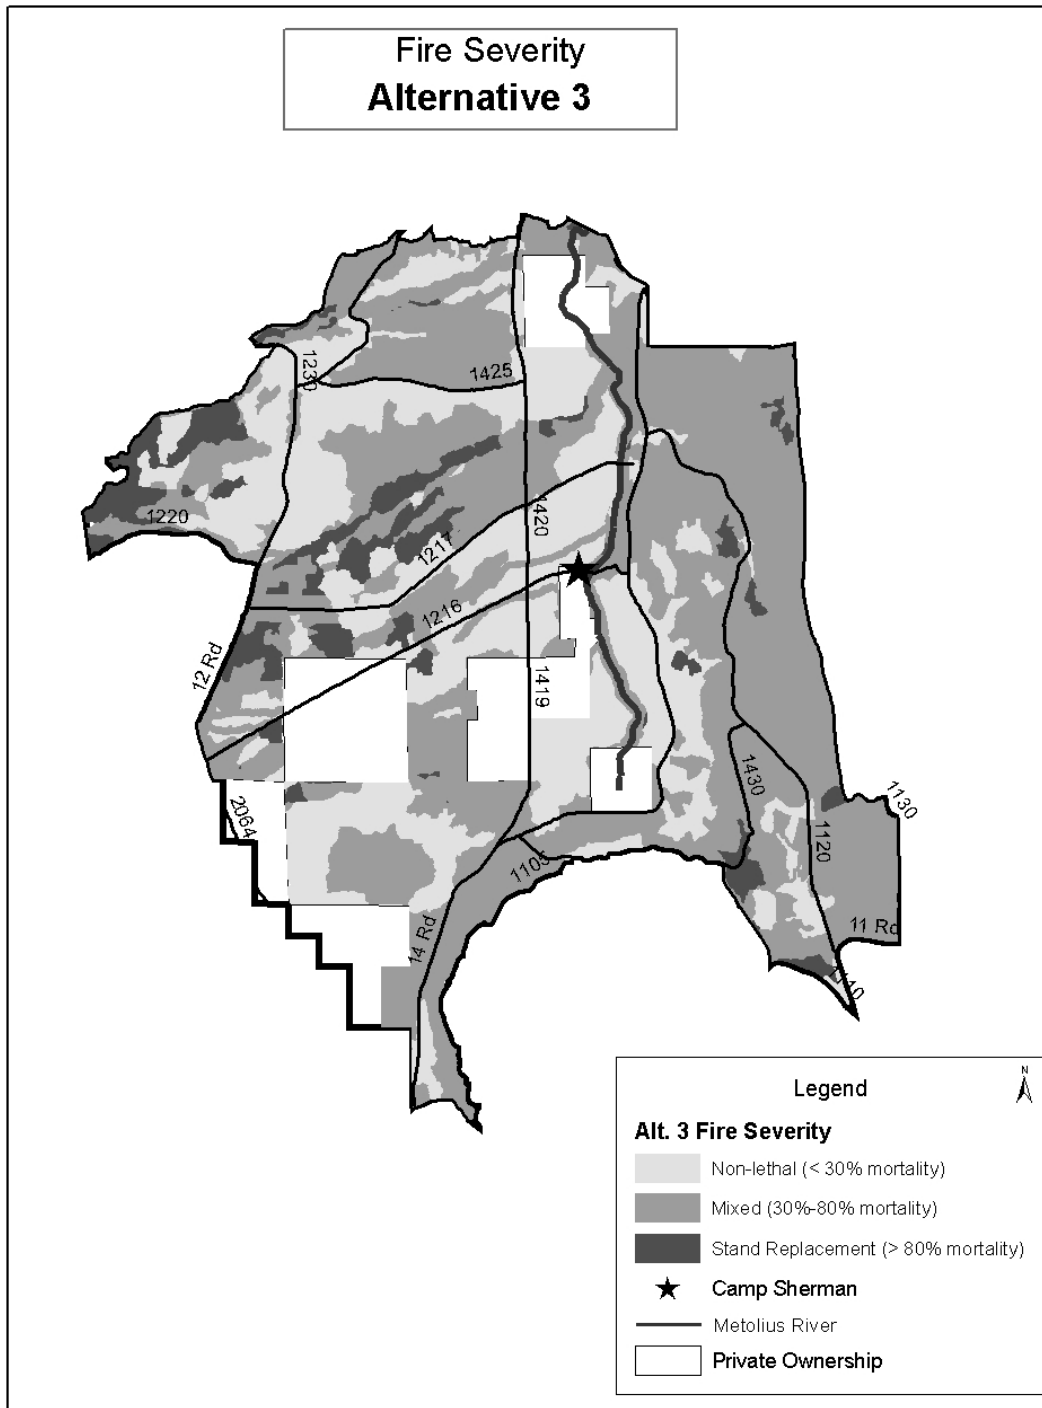 Fire Severity
Alternative 3
1230
1425
1220
1420
1217
1216
12 Rd
1419
2064
1430
1130
1120
1105
14 Rd
11 Rd
1110
N
Legend
Alt. 3 Fire Severity
Non-lethal (< 30% mortality)
Mixed (30%-80% mortality)
Stand Replacement (> 80% mortality)
Camp Sherman
Metolius River
Private Ownership